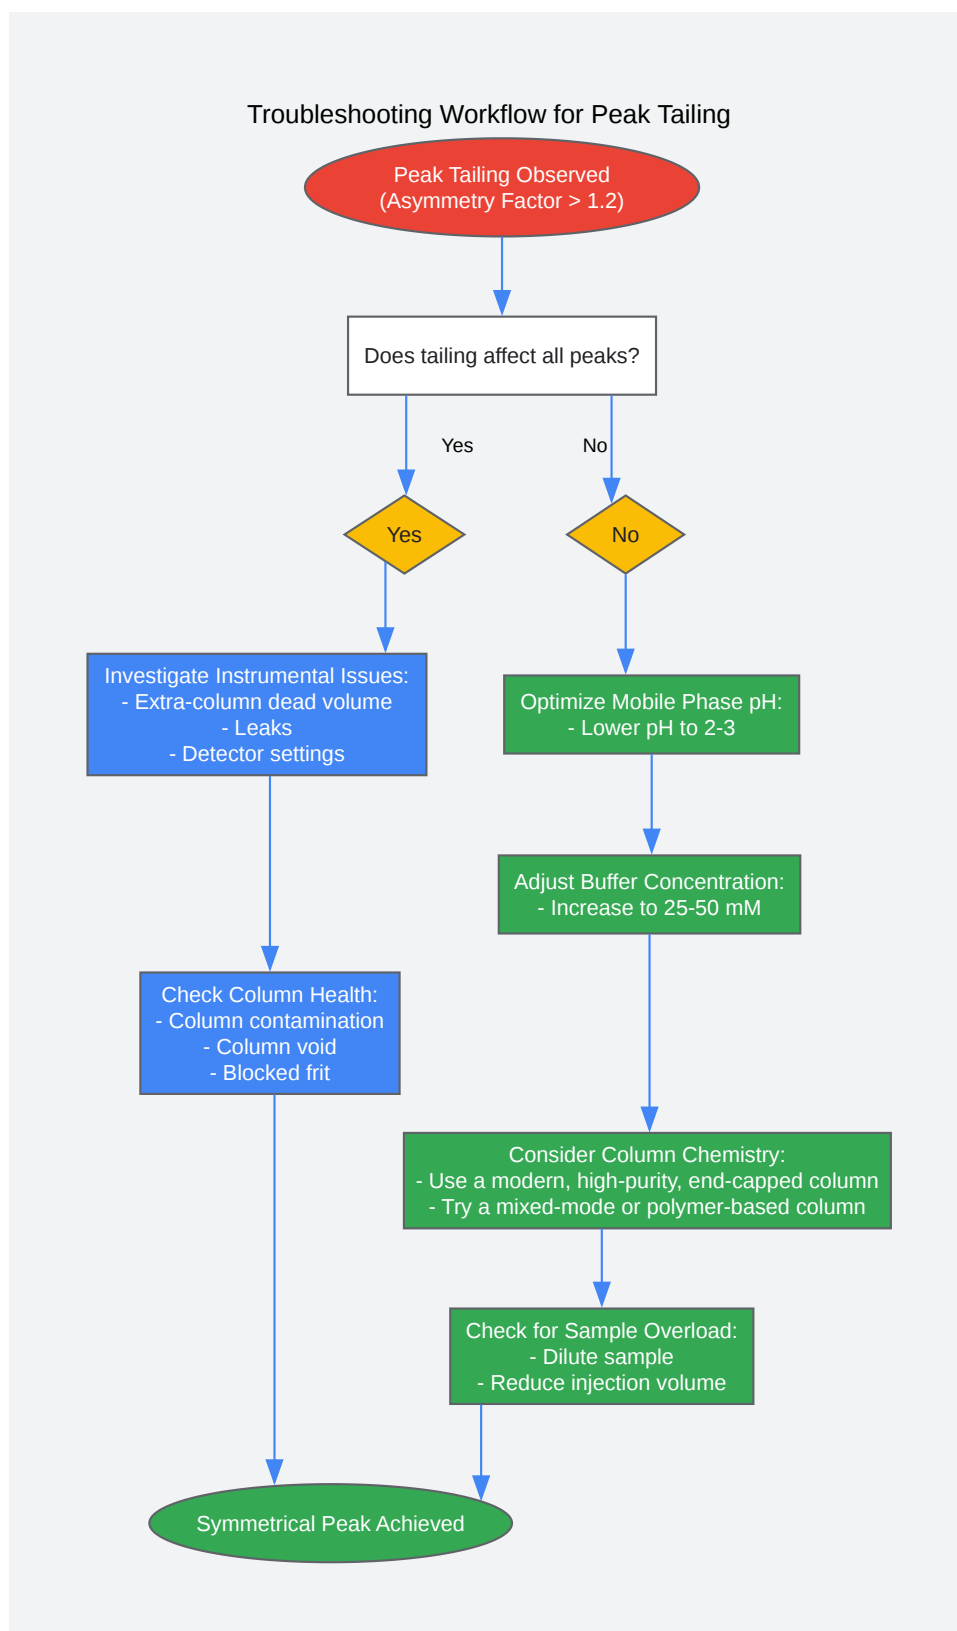 Troubleshooting Workflow for Peak Tailing
Peak Tailing Observed
(Asymmetry Factor > 1.2)
Does tailing affect all peaks?
Yes
No
Yes
No
Investigate Instrumental Issues:
- Extra-column dead volume
- Leaks
- Detector settings
Optimize Mobile Phase pH:
- Lower pH to 2-3
Adjust Buffer Concentration:
- Increase to 25-50 mM
Check Column Health:
- Column contamination
- Column void
- Blocked frit
Consider Column Chemistry:
- Use a modern, high-purity, end-capped column
- Try a mixed-mode or polymer-based column
Check for Sample Overload:
- Dilute sample
- Reduce injection volume
Symmetrical Peak Achieved